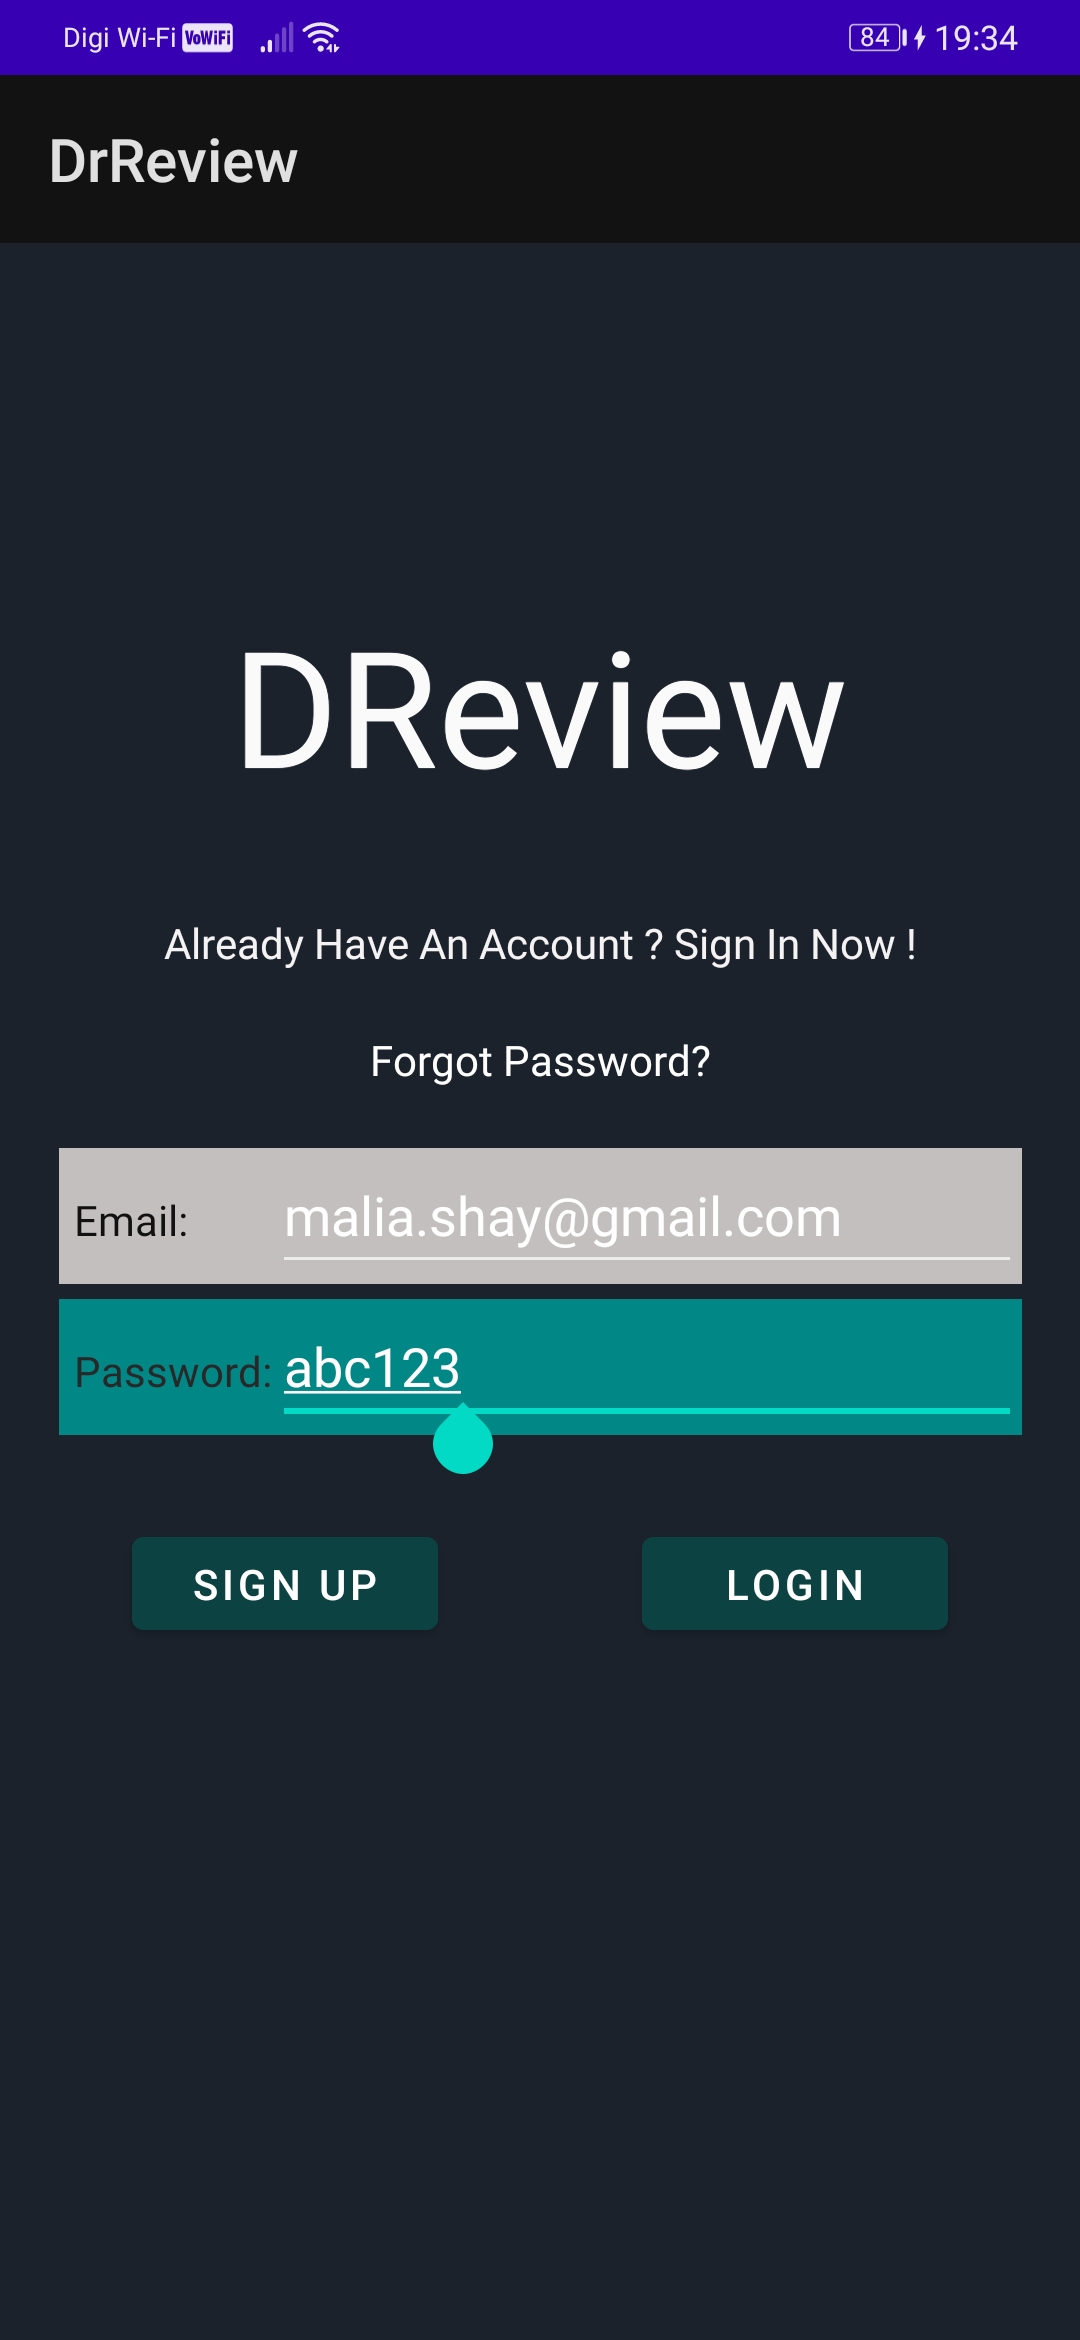 Digi Wi-Fi VoWiFi 84 19:34
DrReview
DReview
Already Have An Account ? Sign In Now !
Forgot Password?
Email: malia.shay@gmail.com
Password: abc123
SIGN UP LOGIN